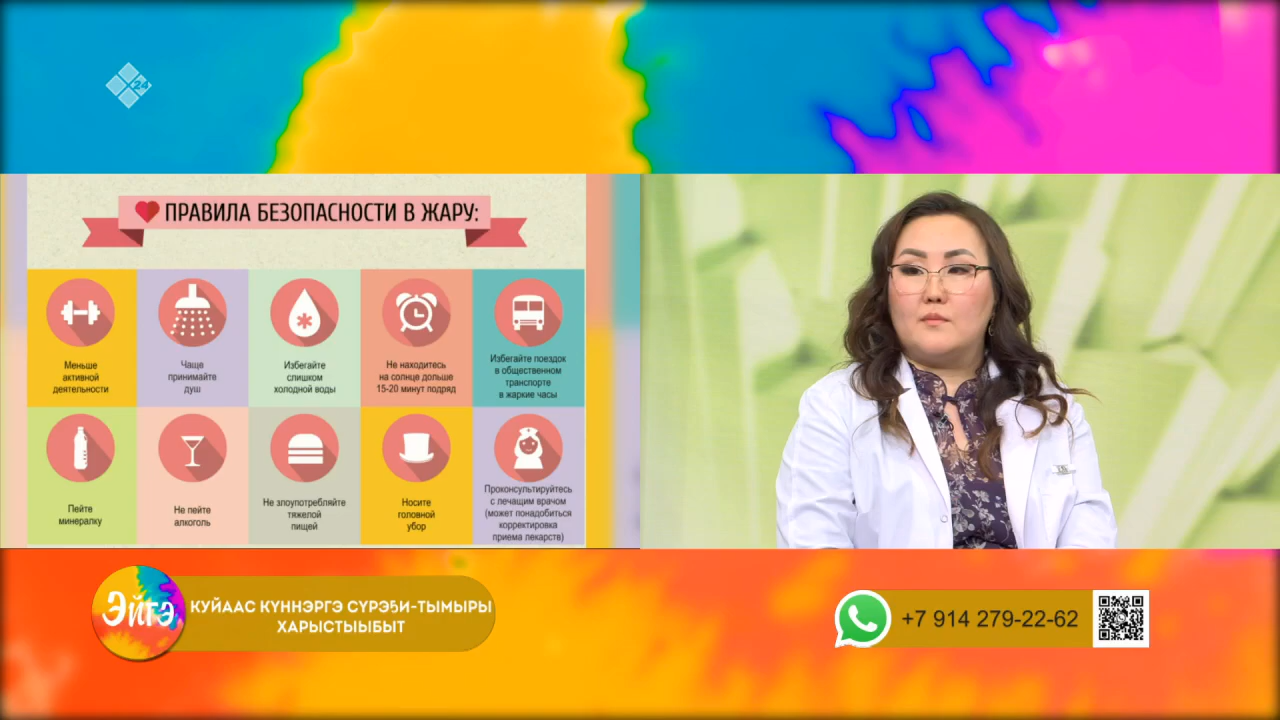 X24
ПРАВИЛА БЕЗОПАСНОСТИ В ЖАРУ:
Меньше
активной
деятельности
Чаще
принимайте
душ
Избегайте
слишком
холодной воды
Не находитесь
на солнце дольше
15-20 минут подряд
Избегайте поездок
в общественном
транспорте
в жаркие часы
Пейте
минералку
Не пейте
алкоголь
Не злоупотребляйте
тяжелой
пищей
Носите
головной
убор
Проконсультируйтесь
с лечащим врачом
(может понадобиться
корректировка
приема лекарств)
Эйгэ
КУЙААС КҮННЭРГЭ СҮРЭҔИ-ТЫМЫРЫ
ХАРЫСТЫЫБЫТ
+7 914 279-22-62